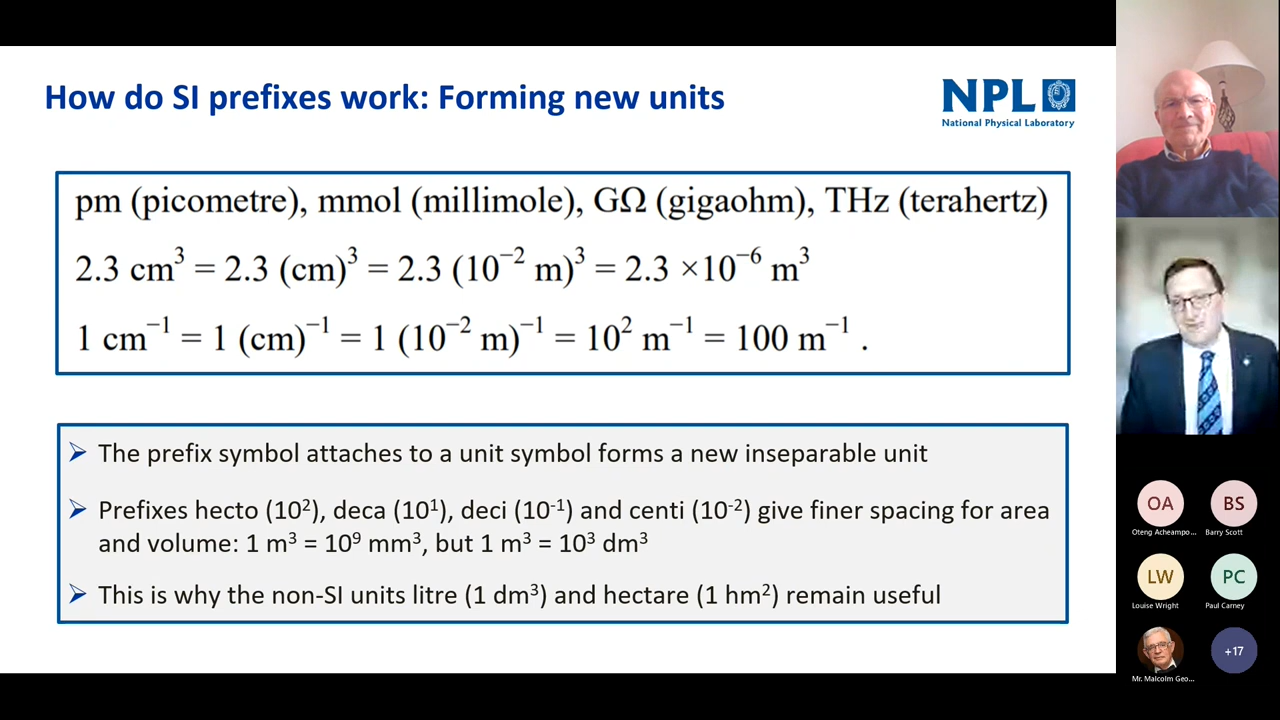 How do SI prefixes work: Forming new units
NPL
National Physical Laboratory
pm (picometre), mmol (millimole), GΩ (gigaohm), THz (terahertz)
2.3 cm³ = 2.3 (cm)³ = 2.3 (10⁻² m)³ = 2.3 ×10⁻⁶ m³
1 cm⁻¹ = 1 (cm)⁻¹ = 1 (10⁻² m)⁻¹ = 10² m⁻¹ = 100 m⁻¹ .
➢ The prefix symbol attaches to a unit symbol forms a new inseparable unit
➢ Prefixes hecto (10²), deca (10¹), deci (10⁻¹) and centi (10⁻²) give finer spacing for area
and volume: 1 m³ = 10⁹ mm³, but 1 m³ = 10³ dm³
➢ This is why the non-SI units litre (1 dm³) and hectare (1 hm²) remain useful
OA BS
Oteng Acheampo... Barry Scott
LW PC
Louise Wright Paul Carney
+17
Mr. Malcolm Geo...